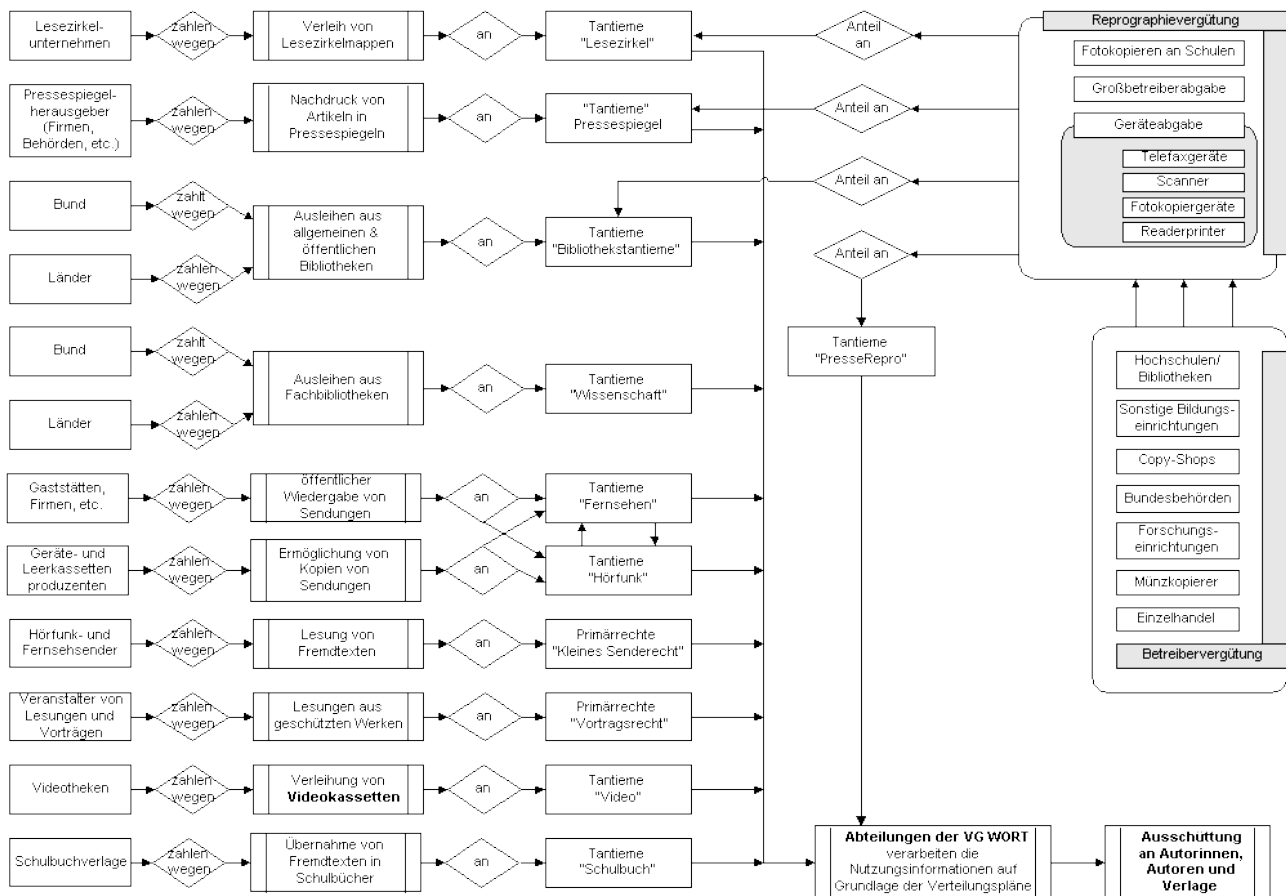 Lesezirkel-
unternehmen
zahlen
wegen
Verleih von
Lesezirkelmappen
an
Tantieme
"Lesezirkel"
Anteil
an
Reprographievergütung
Fotokopieren an Schulen
Großbetreiberabgabe
Geräteabgabe
Telefaxgeräte
Scanner
Fotokopiergeräte
Readerprinter
Pressespiegel-
herausgeber
(Firmen,
Behörden, etc.)
zahlen
wegen
Nachdruck von
Artikeln in
Pressespiegeln
an
"Tantieme"
Pressespiegel
Anteil an
Bund
zahlt
wegen
Länder
zahlen
wegen
Ausleihen aus
allgemeinen &
öffentlichen
Bibliotheken
an
Tantieme
"Bibliothekstantieme"
Anteil an
Anteil an
Tantieme
"PresseRepro"
Bund
zahlt
wegen
Länder
zahlen
wegen
Ausleihen aus
Fachbibliotheken
an
Tantieme
"Wissenschaft"
Hochschulen/
Bibliotheken
Sonstige Bildungs-
einrichtungen
Copy-Shops
Bundesbehörden
Forschungs-
einrichtungen
Münzkopierer
Einzelhandel
Betreibervergütung
Gaststätten,
Firmen, etc.
zahlen
wegen
öffentlicher
Wiedergabe von
Sendungen
an
Tantieme
"Fernsehen"
Geräte- und
Leerkassetten
produzenten
zahlen
wegen
Ermöglichung von
Kopien von
Sendungen
an
Tantieme
"Hörfunk"
Hörfunk- und
Fernsehsender
zahlen
wegen
Lesung von
Fremdtexten
an
Primärrechte
"Kleines Senderecht"
Veranstalter von
Lesungen und
Vorträgen
zahlen
wegen
Lesungen aus
geschützten Werken
an
Primärrechte
"Vortragsrecht"
Videotheken
zahlen
wegen
Verleihung von
Videokassetten
an
Tantieme
"Video"
Schulbuchverlage
zahlen
wegen
Übernahme von
Fremdtexten in
Schulbücher
an
Tantieme
"Schulbuch"
Abteilungen der VG WORT
verarbeiten die
Nutzungsinformationen auf
Grundlage der Verteilungspläne
Ausschüttung
an Autorinnen,
Autoren und
Verlage